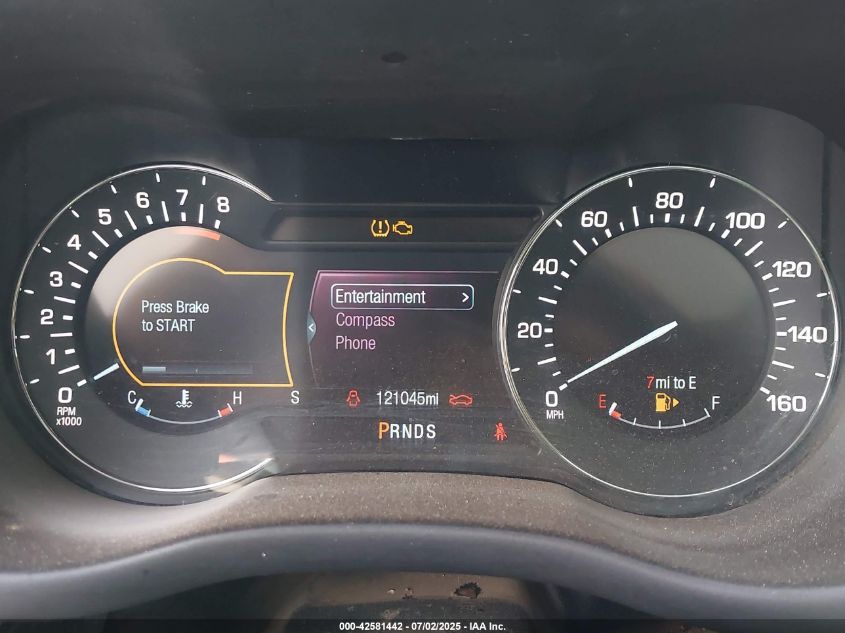 0
1
2
3
4
5
6
7
8
RPM
x1000
Press Brake
to START
C
H
S
Entertainment >
Compass
Phone
121045mi
PRNDS
0
20
40
60
80
100
120
140
160
MPH
7mi to E
E
F
000-42581442 - 07/02/2025 - IAA Inc.